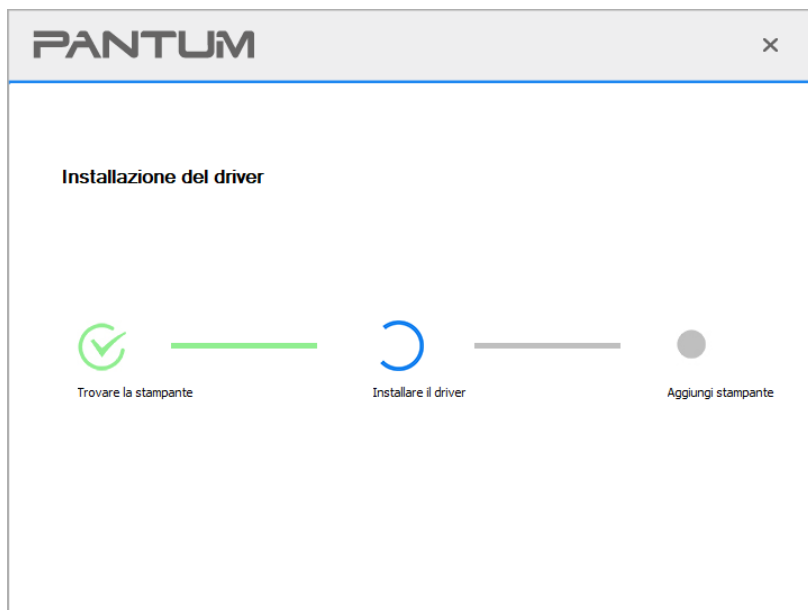 PANTUM
Installazione del driver
Trovare la stampante
Installare il driver
Aggiungi stampante